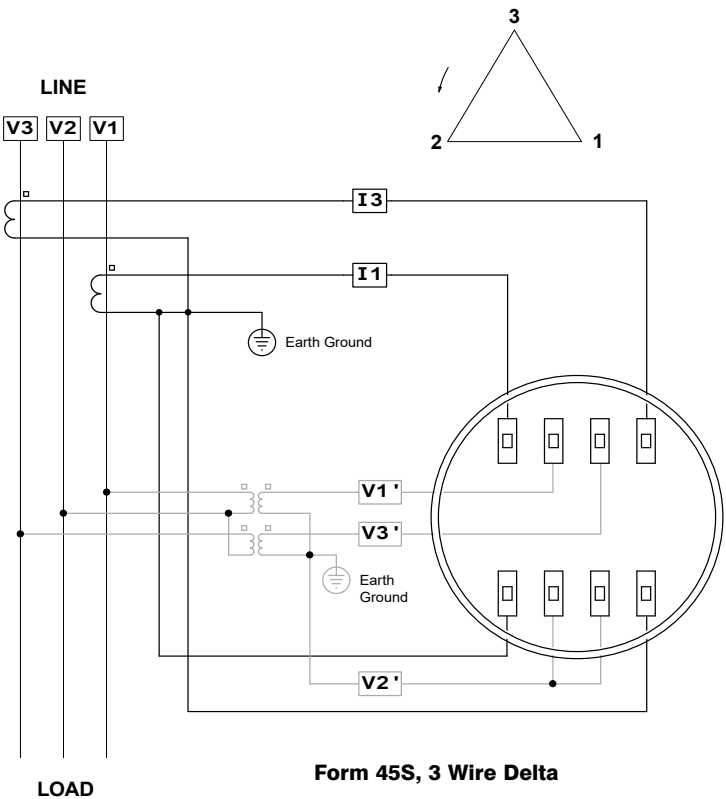 3
LINE
V3 V2 V1
2 1
I3
I1
Earth Ground
V1 '
V3 '
Earth
Ground
V2 '
Form 45S, 3 Wire Delta
LOAD